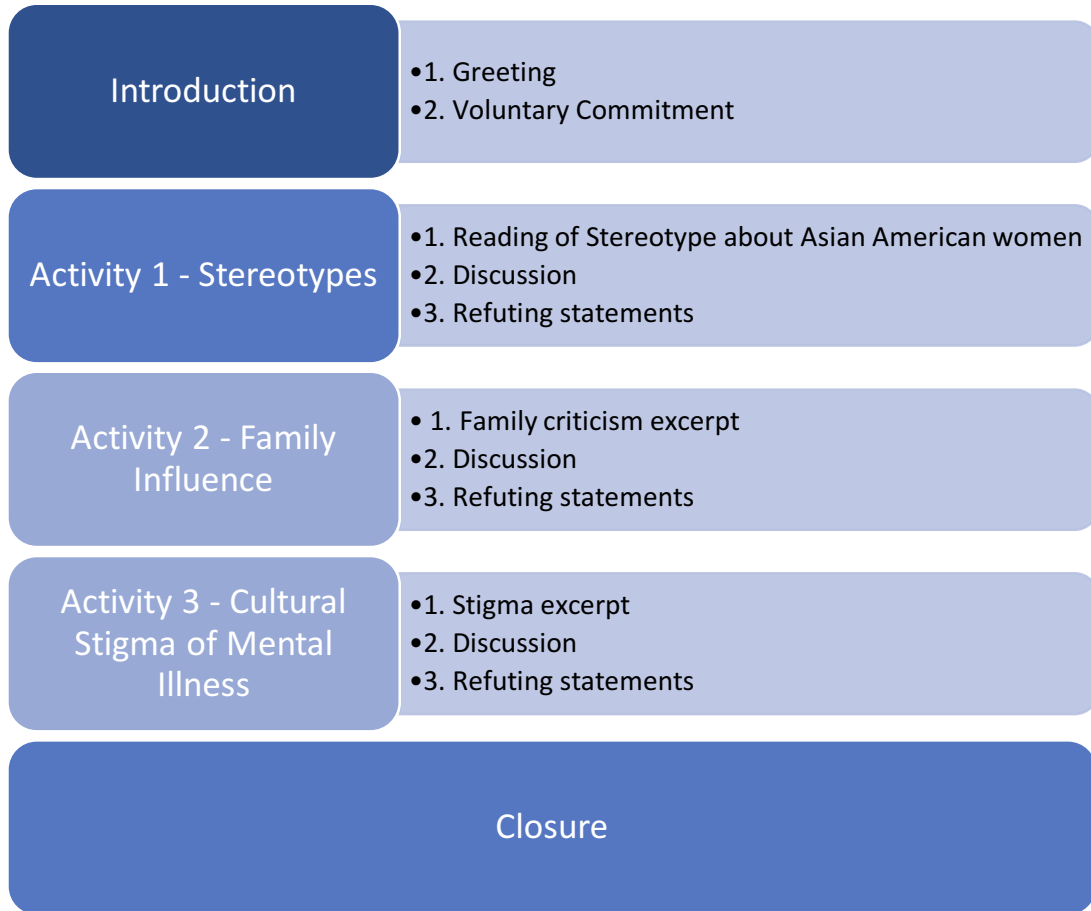 Introduction
•1. Greeting
•2. Voluntary Commitment
Activity 1 - Stereotypes
•1. Reading of Stereotype about Asian American women
•2. Discussion
•3. Refuting statements
Activity 2 - Family
Influence
• 1. Family criticism excerpt
•2. Discussion
•3. Refuting statements
Activity 3 - Cultural
Stigma of Mental
Illness
•1. Stigma excerpt
•2. Discussion
•3. Refuting statements
Closure